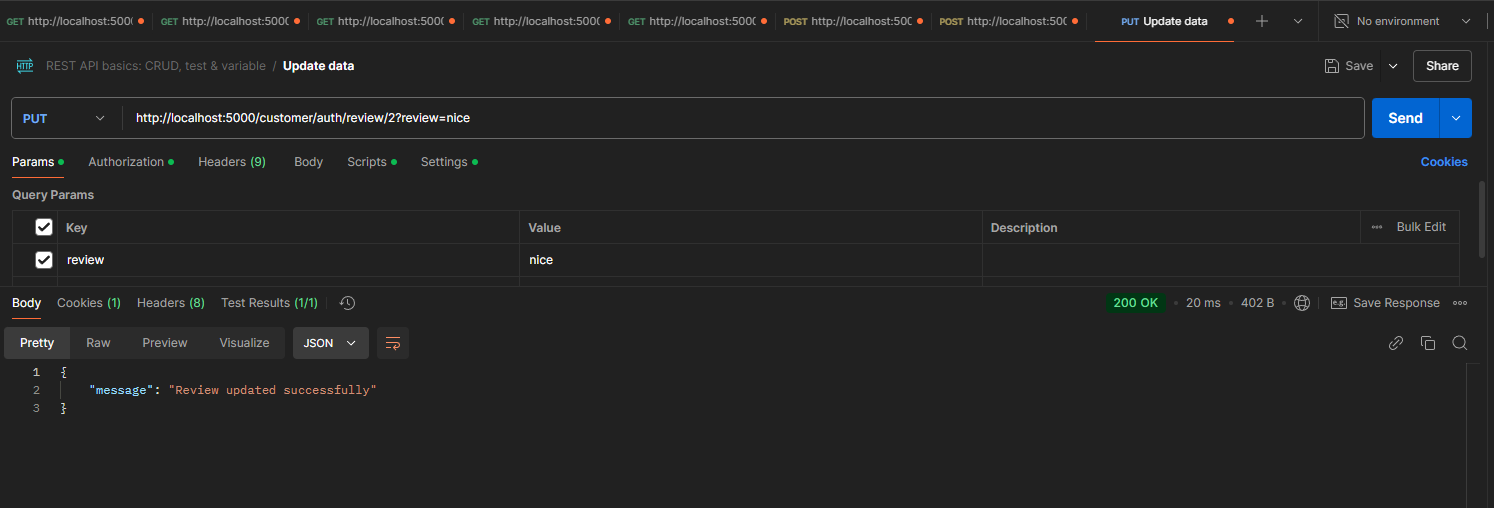 GET http://localhost:500( GET http://localhost:500( GET http://localhost:500( GET http://localhost:500( GET http://localhost:500( POST http://localhost:50( POST http://localhost:50( PUT Update data No environment
HTTP REST API basics: CRUD, test & variable / Update data Save Share
PUT http://localhost:5000/customer/auth/review/2?review=nice Send
Params Authorization Headers (9) Body Scripts Settings Cookies
Query Params
Key Value Description Bulk Edit
review nice
Body Cookies (1) Headers (8) Test Results (1/1) 200 OK 20 ms 402 B e.g. Save Response
Pretty Raw Preview Visualize JSON
1 {
2 "message": "Review updated successfully"
3 }